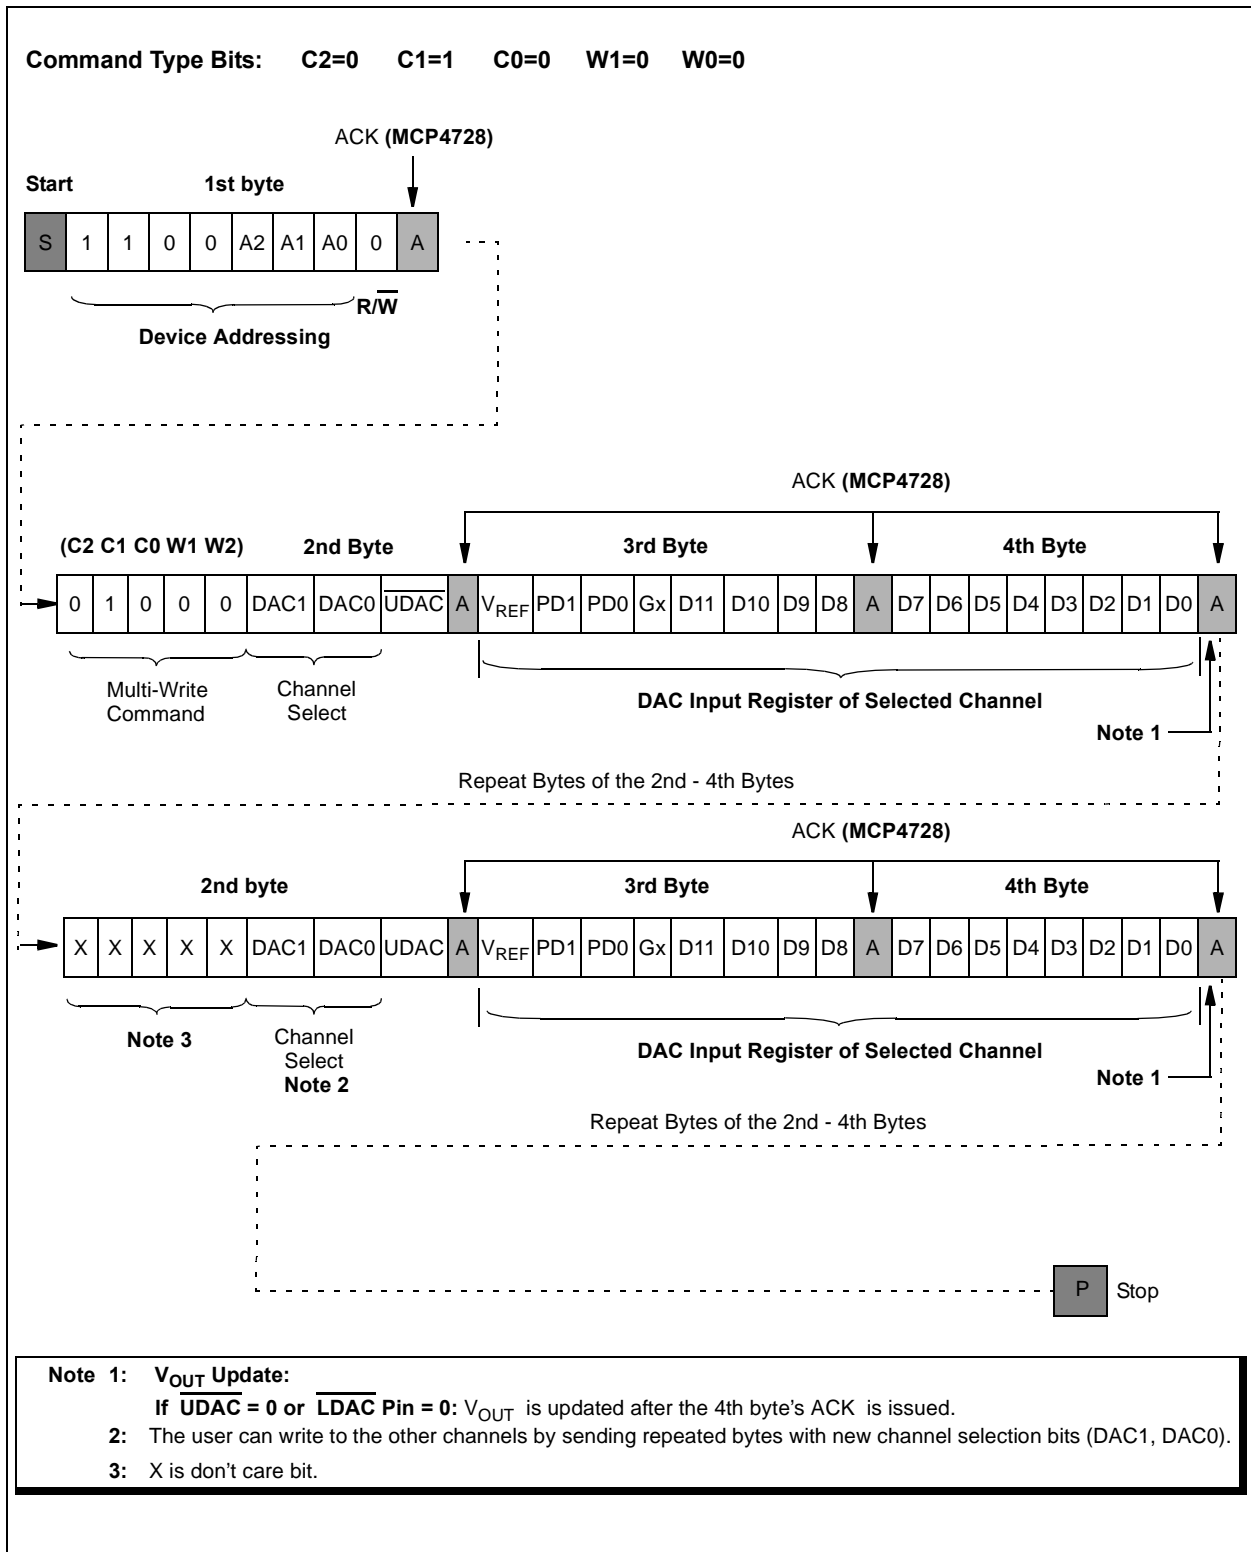 Command Type Bits: C2=0 C1=1 C0=0 W1=0 W0=0
ACK (MCP4728)
Start 1st byte
S 1 1 0 0 A2 A1 A0 0 A
R/W̅
Device Addressing
ACK (MCP4728)
(C2 C1 C0 W1 W2) 2nd Byte 3rd Byte 4th Byte
0 1 0 0 0 DAC1 DAC0 U̅D̅A̅C̅ A VREF PD1 PD0 Gx D11 D10 D9 D8 A D7 D6 D5 D4 D3 D2 D1 D0 A
Multi-Write Channel
Command Select
DAC Input Register of Selected Channel
Note 1
Repeat Bytes of the 2nd - 4th Bytes
ACK (MCP4728)
2nd byte 3rd Byte 4th Byte
X X X X X DAC1 DAC0 UDAC A VREF PD1 PD0 Gx D11 D10 D9 D8 A D7 D6 D5 D4 D3 D2 D1 D0 A
Note 3
Channel
Select
Note 2
DAC Input Register of Selected Channel
Note 1
Repeat Bytes of the 2nd - 4th Bytes
P Stop
Note 1: VOUT Update:
If U̅D̅A̅C̅ = 0 or L̅D̅A̅C̅ Pin = 0: VOUT is updated after the 4th byte's ACK is issued.
2: The user can write to the other channels by sending repeated bytes with new channel selection bits (DAC1, DAC0).
3: X is don't care bit.